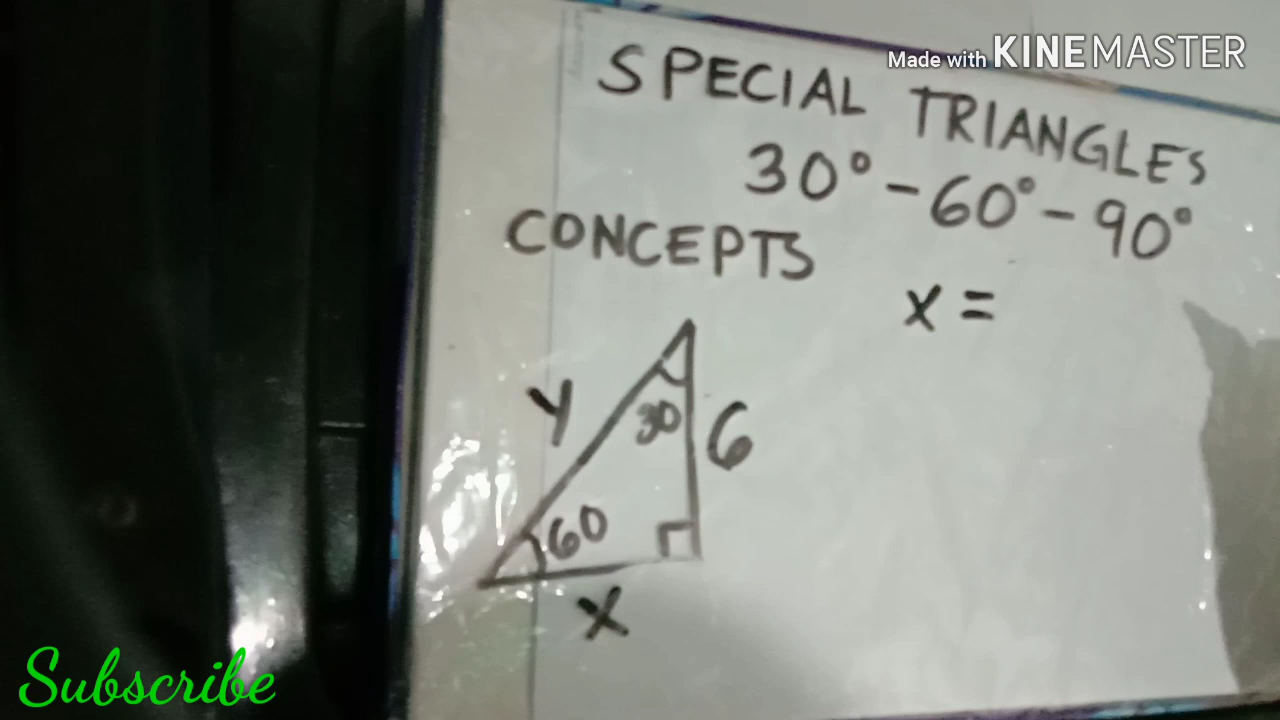 Made with KINEMASTER
SPECIAL TRIANGLES
30° - 60° - 90°
CONCEPTS
x =
y
30
6
60
x
Subscribe